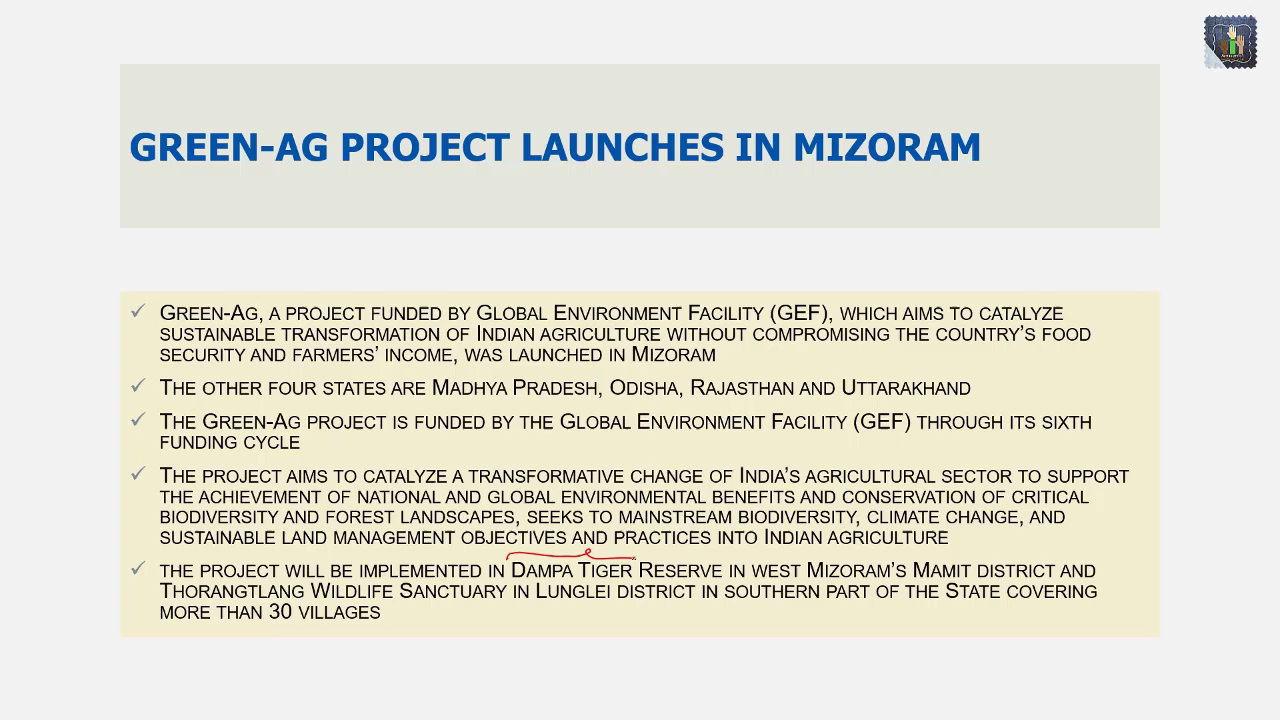 GREEN-AG PROJECT LAUNCHES IN MIZORAM
✓ GREEN-AG, A PROJECT FUNDED BY GLOBAL ENVIRONMENT FACILITY (GEF), WHICH AIMS TO CATALYZE
SUSTAINABLE TRANSFORMATION OF INDIAN AGRICULTURE WITHOUT COMPROMISING THE COUNTRY'S FOOD
SECURITY AND FARMERS' INCOME, WAS LAUNCHED IN MIZORAM
✓ THE OTHER FOUR STATES ARE MADHYA PRADESH, ODISHA, RAJASTHAN AND UTTARAKHAND
✓ THE GREEN-AG PROJECT IS FUNDED BY THE GLOBAL ENVIRONMENT FACILITY (GEF) THROUGH ITS SIXTH
FUNDING CYCLE
✓ THE PROJECT AIMS TO CATALYZE A TRANSFORMATIVE CHANGE OF INDIA'S AGRICULTURAL SECTOR TO SUPPORT
THE ACHIEVEMENT OF NATIONAL AND GLOBAL ENVIRONMENTAL BENEFITS AND CONSERVATION OF CRITICAL
BIODIVERSITY AND FOREST LANDSCAPES, SEEKS TO MAINSTREAM BIODIVERSITY, CLIMATE CHANGE, AND
SUSTAINABLE LAND MANAGEMENT OBJECTIVES AND PRACTICES INTO INDIAN AGRICULTURE
✓ THE PROJECT WILL BE IMPLEMENTED IN DAMPA TIGER RESERVE IN WEST MIZORAM'S MAMIT DISTRICT AND
THORANGTLANG WILDLIFE SANCTUARY IN LUNGLEI DISTRICT IN SOUTHERN PART OF THE STATE COVERING
MORE THAN 30 VILLAGES